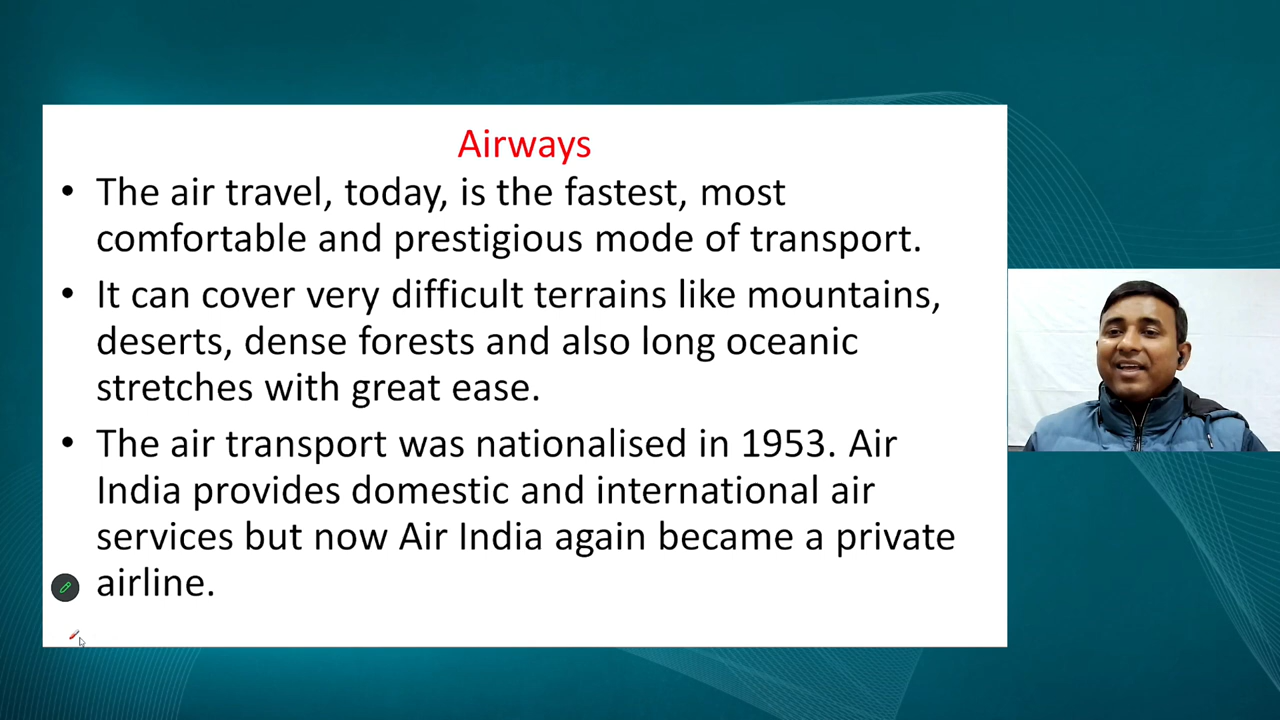 Airways
• The air travel, today, is the fastest, most
comfortable and prestigious mode of transport.
• It can cover very difficult terrains like mountains,
deserts, dense forests and also long oceanic
stretches with great ease.
• The air transport was nationalised in 1953. Air
India provides domestic and international air
services but now Air India again became a private
airline.